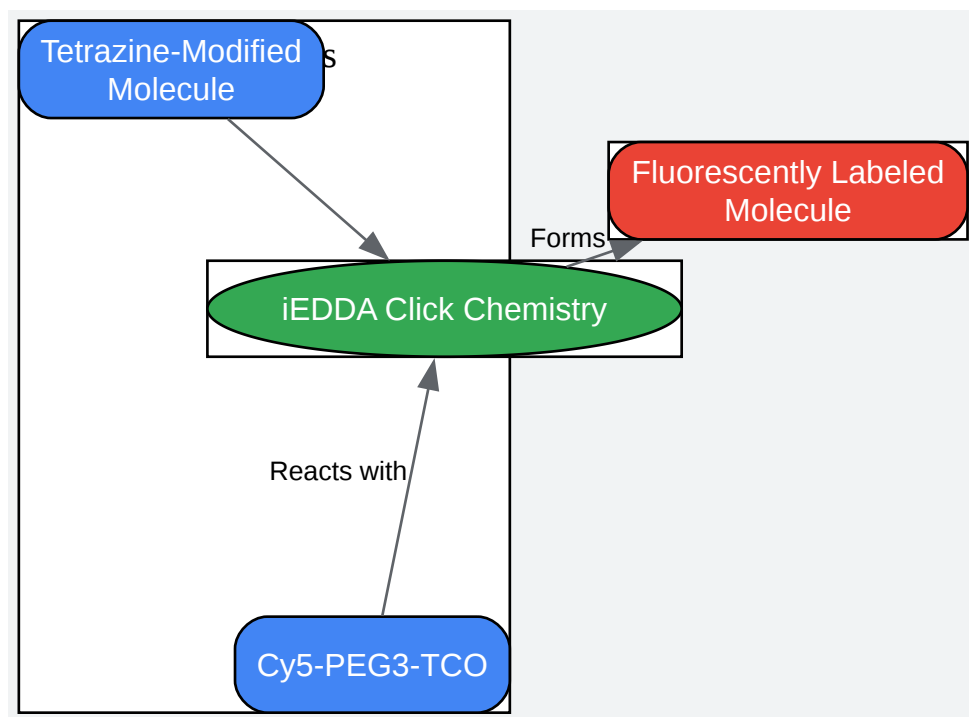 Tetrazine-Modified
Molecule
Fluorescently Labeled
Molecule
Forms
iEDDA Click Chemistry
Reacts with
Cy5-PEG3-TCO